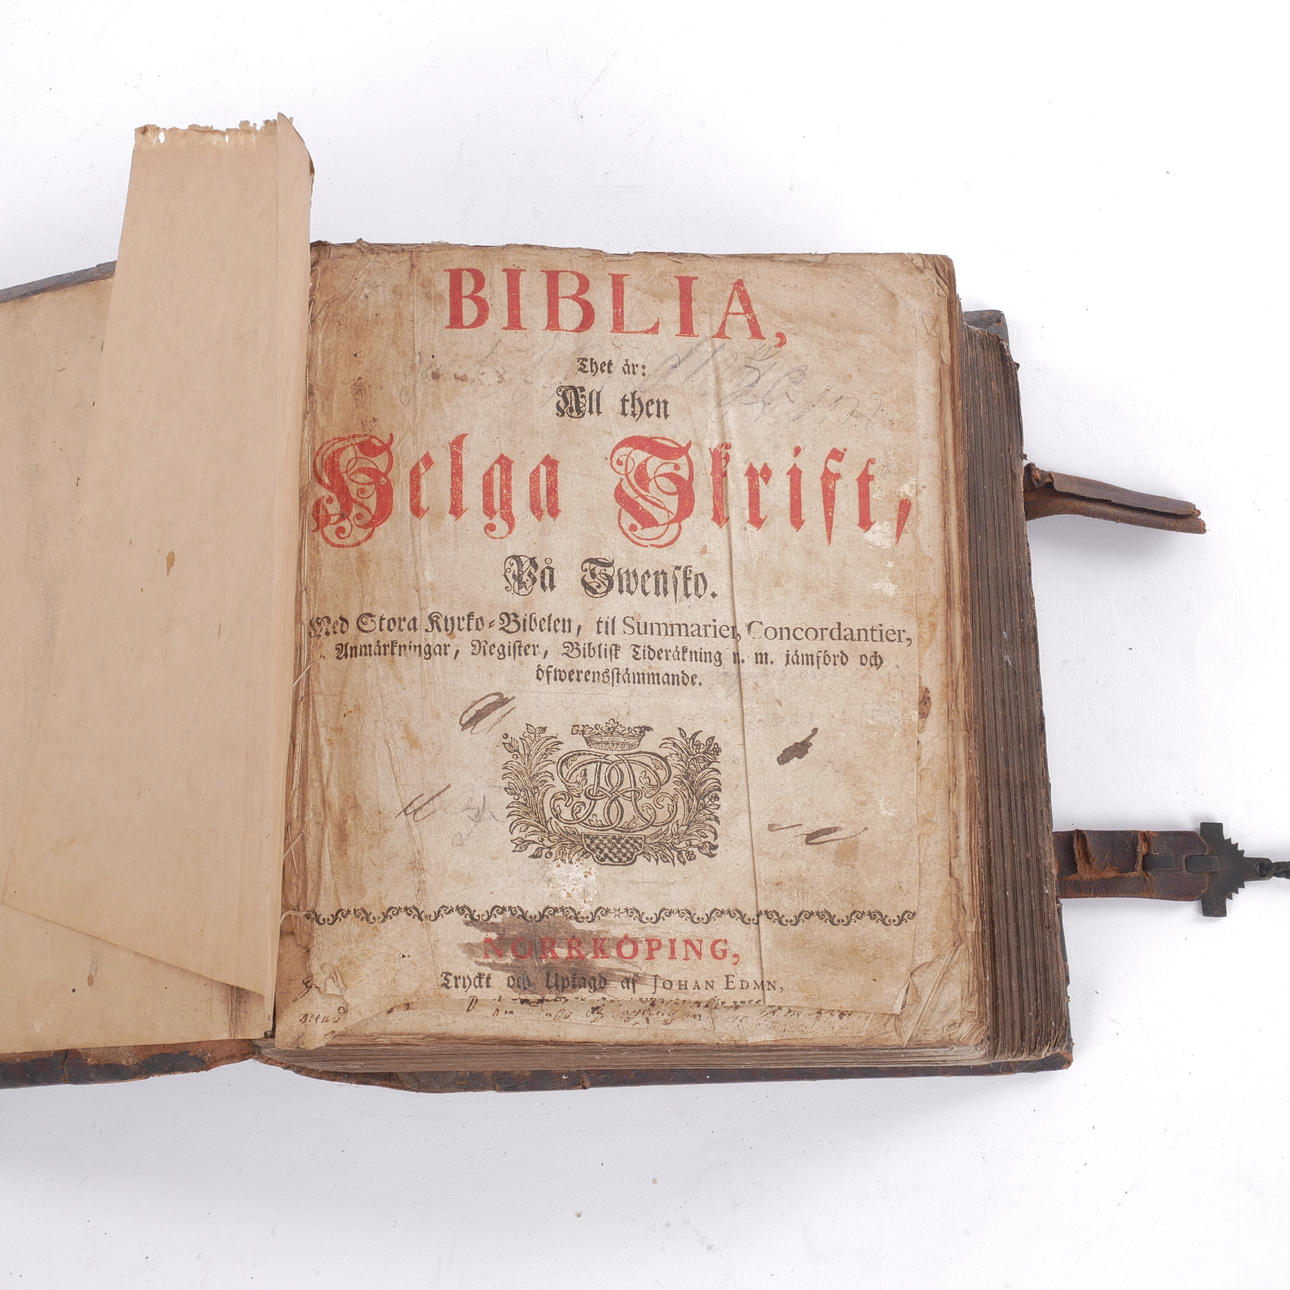 BIBLIA,
Thet är:
All then
Helga Skrift,
På Swensko.
Med Stora Kyrko-Bibelen, til Summarier, Concordantier,
Anmärkningar, Register, Biblisk Tideräkning n. m. jämförd och
öfwerensstämmande.
NORRKÖPING,
Tryckt och Uplagd af JOHAN EDMN,